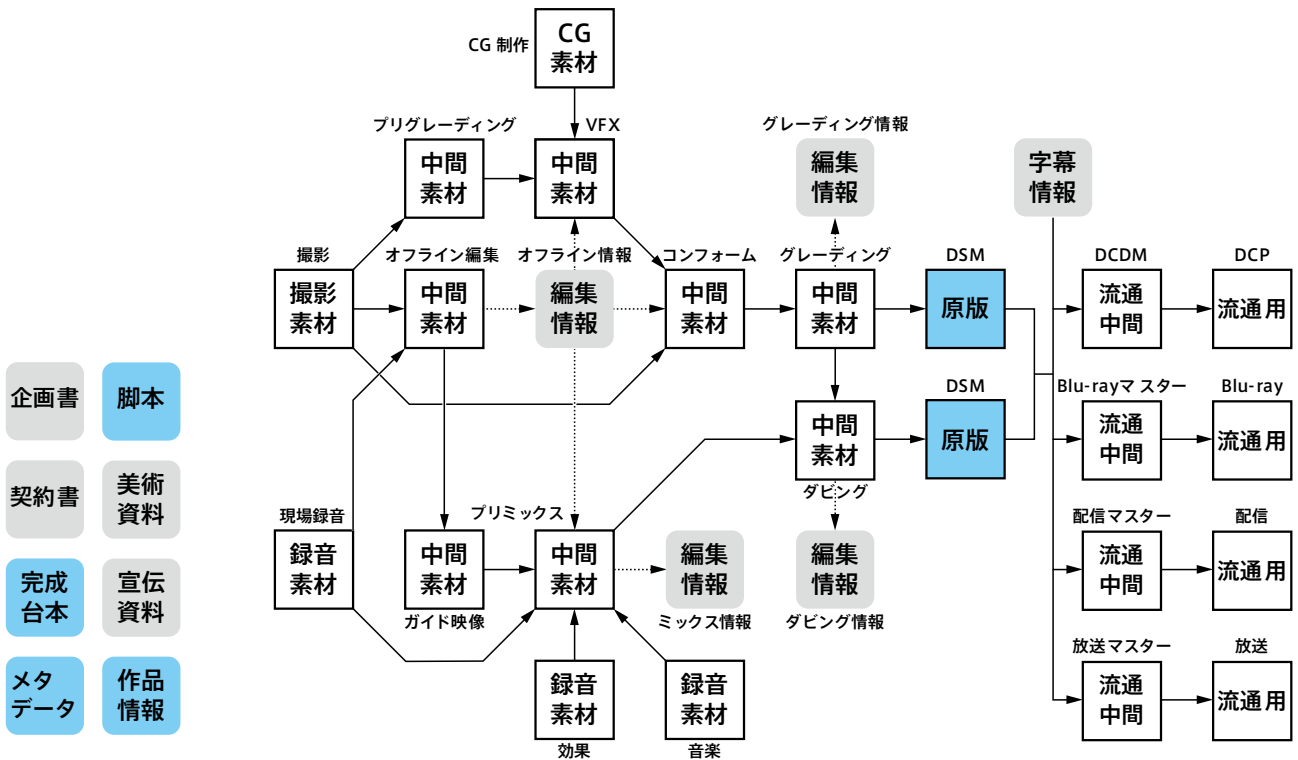 CG 制作
CG
素材
プリグレーディング
中間
素材
VFX
中間
素材
グレーディング情報
編集
情報
字幕
情報
撮影
撮影
素材
オフライン編集
中間
素材
オフライン情報
編集
情報
コンフォーム
中間
素材
グレーディング
中間
素材
DSM
原版
DCDM
流通
中間
DCP
流通用
企画書
脚本
DSM
原版
中間
素材
ダビング
Blu-rayマスター
流通
中間
Blu-ray
流通用
契約書
美術
資料
現場録音
録音
素材
中間
素材
ガイド映像
プリミックス
中間
素材
編集
情報
ミックス情報
編集
情報
ダビング情報
配信マスター
流通
中間
配信
流通用
完成
台本
宣伝
資料
メタ
データ
作品
情報
録音
素材
効果
録音
素材
音楽
放送マスター
流通
中間
放送
流通用